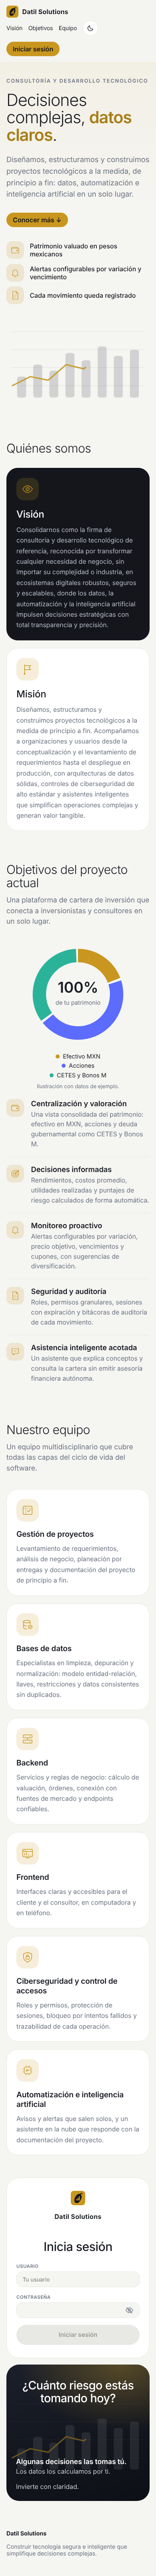 Datil Solutions
Visión Objetivos Equipo
Iniciar sesión
CONSULTORÍA Y DESARROLLO TECNOLÓGICO
Decisiones
complejas, datos
claros.
Diseñamos, estructuramos y construimos
proyectos tecnológicos a la medida, de
principio a fin: datos, automatización e
inteligencia artificial en un solo lugar.
Conocer más ↓
Patrimonio valuado en pesos
mexicanos
Alertas configurables por variación y
vencimiento
Cada movimiento queda registrado
Quiénes somos
Visión
Consolidarnos como la firma de
consultoría y desarrollo tecnológico de
referencia, reconocida por transformar
cualquier necesidad de negocio, sin
importar su complejidad o industria, en
ecosistemas digitales robustos, seguros
y escalables, donde los datos, la
automatización y la inteligencia artificial
impulsen decisiones estratégicas con
total transparencia y precisión.
Misión
Diseñamos, estructuramos y
construimos proyectos tecnológicos a la
medida de principio a fin. Acompañamos
a organizaciones y usuarios desde la
conceptualización y el levantamiento de
requerimientos hasta el despliegue en
producción, con arquitecturas de datos
sólidas, controles de ciberseguridad de
alto estándar y asistentes inteligentes
que simplifican operaciones complejas y
generan valor tangible.
Objetivos del proyecto
actual
Una plataforma de cartera de inversión que
conecta a inversionistas y consultores en
un solo lugar.
100%
de tu patrimonio
Efectivo MXN
Acciones
CETES y Bonos M
Ilustración con datos de ejemplo.
Centralización y valoración
Una vista consolidada del patrimonio:
efectivo en MXN, acciones y deuda
gubernamental como CETES y Bonos
M.
Decisiones informadas
Rendimientos, costos promedio,
utilidades realizadas y puntajes de
riesgo calculados de forma automática.
Monitoreo proactivo
Alertas configurables por variación,
precio objetivo, vencimientos y
cupones, con sugerencias de
diversificación.
Seguridad y auditoría
Roles, permisos granulares, sesiones
con expiración y bitácoras de auditoría
de cada movimiento.
Asistencia inteligente acotada
Un asistente que explica conceptos y
consulta la cartera sin emitir asesoría
financiera autónoma.
Nuestro equipo
Un equipo multidisciplinario que cubre
todas las capas del ciclo de vida del
software.
Gestión de proyectos
Levantamiento de requerimientos,
análisis de negocio, planeación por
entregas y documentación del proyecto
de principio a fin.
Bases de datos
Especialistas en limpieza, depuración y
normalización: modelo entidad-relación,
llaves, restricciones y datos consistentes
sin duplicados.
Backend
Servicios y reglas de negocio: cálculo de
valuación, órdenes, conexión con
fuentes de mercado y endpoints
confiables.
Frontend
Interfaces claras y accesibles para el
cliente y el consultor, en computadora y
en teléfono.
Ciberseguridad y control de
accesos
Roles y permisos, protección de
sesiones, bloqueo por intentos fallidos y
trazabilidad de cada operación.
Automatización e inteligencia
artificial
Avisos y alertas que salen solos, y un
asistente en la nube que responde con la
documentación del proyecto.
Datil Solutions
Inicia sesión
USUARIO
Tu usuario
CONTRASEÑA
Iniciar sesión
¿Cuánto riesgo estás
tomando hoy?
Algunas decisiones las tomas tú.
Los datos los calculamos por ti.
Invierte con claridad.
Datil Solutions
Construir tecnología segura e inteligente que
simplifique decisiones complejas.